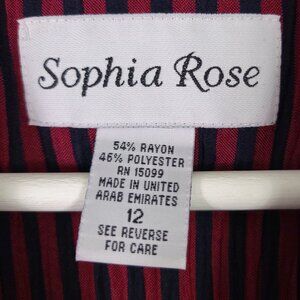 Sophia Rose
54% RAYON
46% POLYESTER
RN 15099
MADE IN UNITED
ARAB EMIRATES
12
SEE REVERSE
FOR CARE